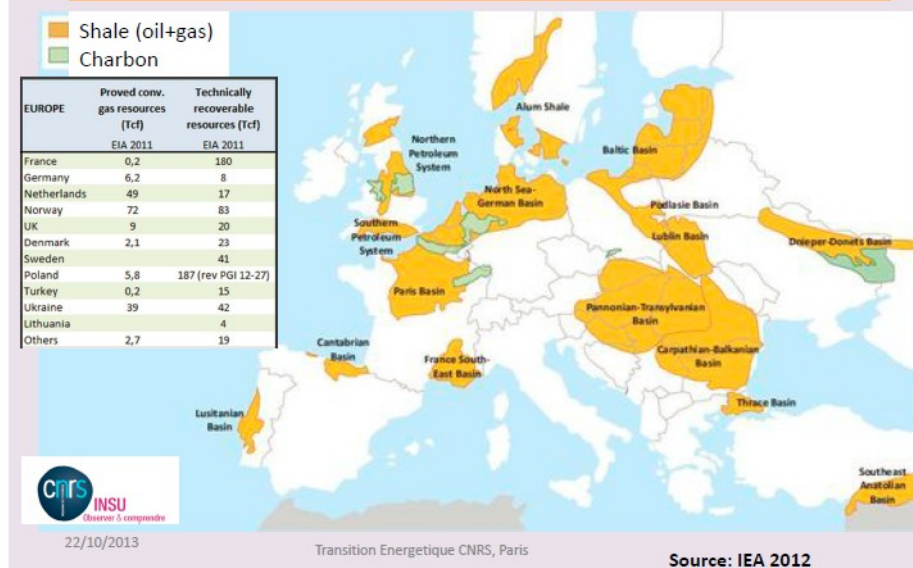 Shale (oil+gas)
Charbon
EUROPE Proved conv. gas resources (Tcf) Technically recoverable resources (Tcf)
EIA 2011 EIA 2011
France 0,2 180
Germany 6,2 8
Netherlands 49 17
Norway 72 83
UK 9 20
Denmark 2,1 23
Sweden 41
Poland 5,8 187 (rev PGI 12-27)
Turkey 0,2 15
Ukraine 39 42
Lithuania 4
Others 2,7 19
Alum Shale
Northern
Petroleum
System
Baltic Basin
North Sea-
German Basin
Podlasie Basin
Lublin Basin
Southern
Petroleum
System
Dnieper-Donets Basin
Paris Basin
Pannonian-Transylvanian
Basin
Cantabrian
Basin
France South-
East Basin
Carpathian-Balkanian
Basin
Thrace Basin
Lusitanian
Basin
Southeast
Anatolian
Basin
cnrs
INSU
Observer & comprendre
22/10/2013
Transition Energetique CNRS, Paris
Source: IEA 2012